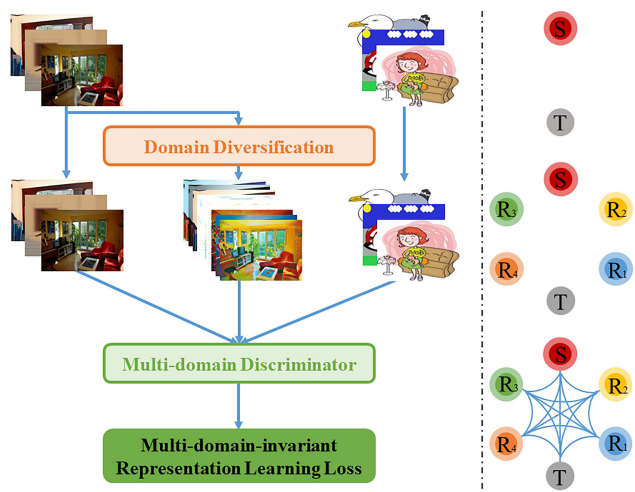 Domain Diversification
Multi-domain Discriminator
Multi-domain-invariant
Representation Learning Loss
S
T
S
R₃
R₂
R₄
R₁
T
S
R₃
R₂
R₄
R₁
T